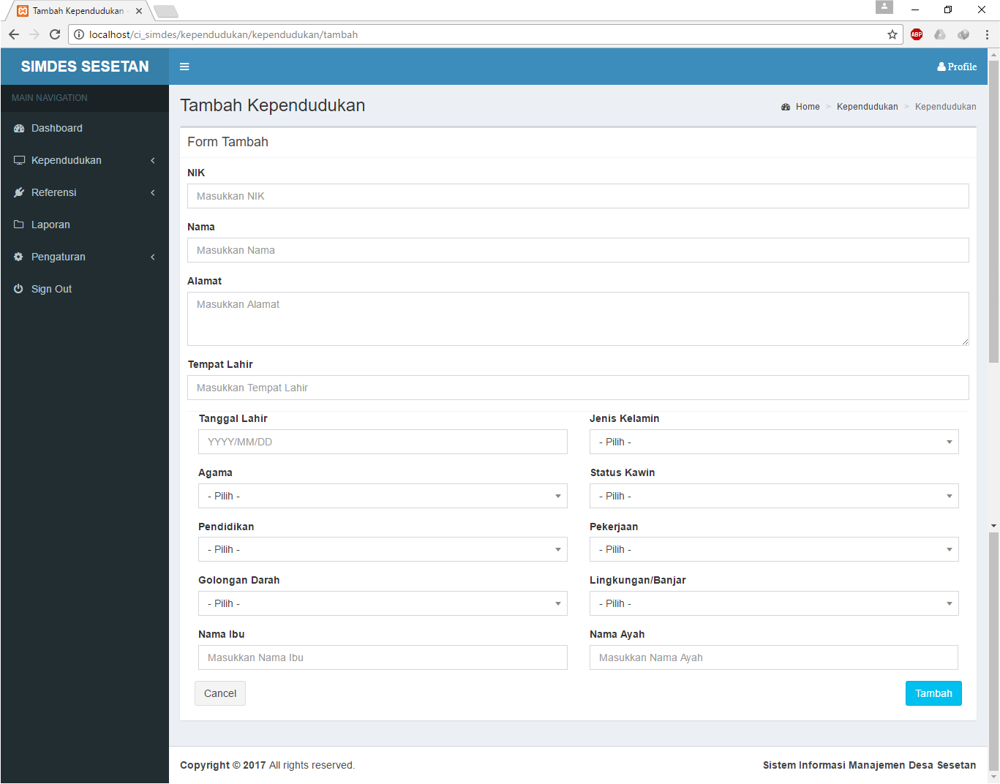 Tambah Kependudukan
localhost/ci_simdes/kependudukan/kependudukan/tambah
ABP
SIMDES SESETAN
Profile
MAIN NAVIGATION
Dashboard
Kependudukan
Referensi
Laporan
Pengaturan
Sign Out
Tambah Kependudukan
Home > Kependudukan > Kependudukan
Form Tambah
NIK
Masukkan NIK
Nama
Masukkan Nama
Alamat
Masukkan Alamat
Tempat Lahir
Masukkan Tempat Lahir
Tanggal Lahir
Jenis Kelamin
YYYY/MM/DD
- Pilih -
Agama
Status Kawin
- Pilih -
- Pilih -
Pendidikan
Pekerjaan
- Pilih -
- Pilih -
Golongan Darah
Lingkungan/Banjar
- Pilih -
- Pilih -
Nama Ibu
Nama Ayah
Masukkan Nama Ibu
Masukkan Nama Ayah
Cancel
Tambah
Copyright © 2017 All rights reserved.
Sistem Informasi Manajemen Desa Sesetan